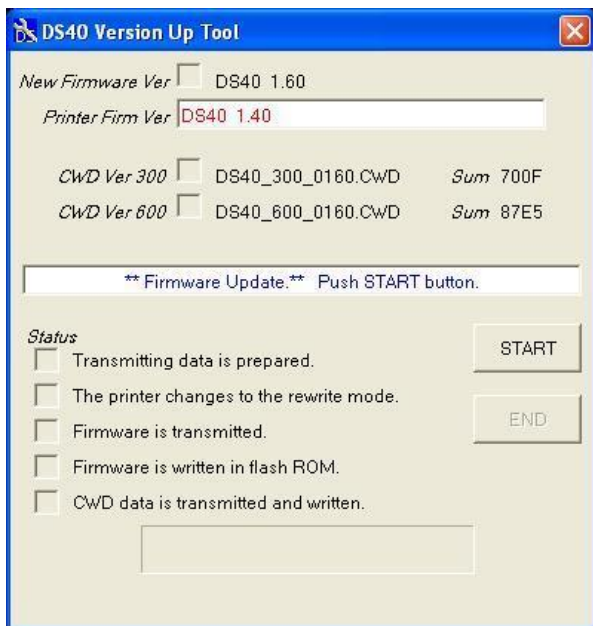 DS40 Version Up Tool
New Firmware Ver DS40 1.60
Printer Firm Ver DS40 1.40
CWD Ver 300 DS40_300_0160.CWD Sum 700F
CWD Ver 600 DS40_600_0160.CWD Sum 87E5
** Firmware Update.** Push START button.
Status
Transmitting data is prepared.
START
The printer changes to the rewrite mode.
END
Firmware is transmitted.
Firmware is written in flash ROM.
CWD data is transmitted and written.